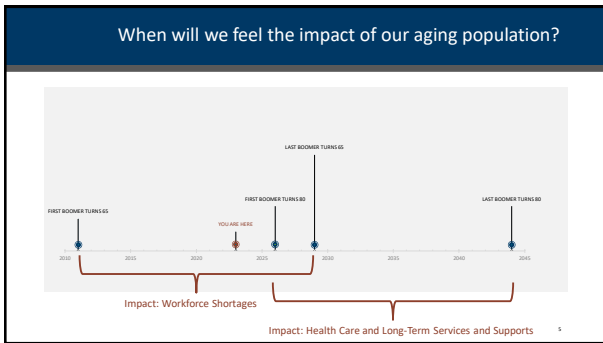 When will we feel the impact of our aging population?
LAST BOOMER TURNS 65
FIRST BOOMER TURNS 80
LAST BOOMER TURNS 80
FIRST BOOMER TURNS 65
YOU ARE HERE
2010 2015 2020 2025 2030 2035 2040 2045
Impact: Workforce Shortages
Impact: Health Care and Long-Term Services and Supports
5